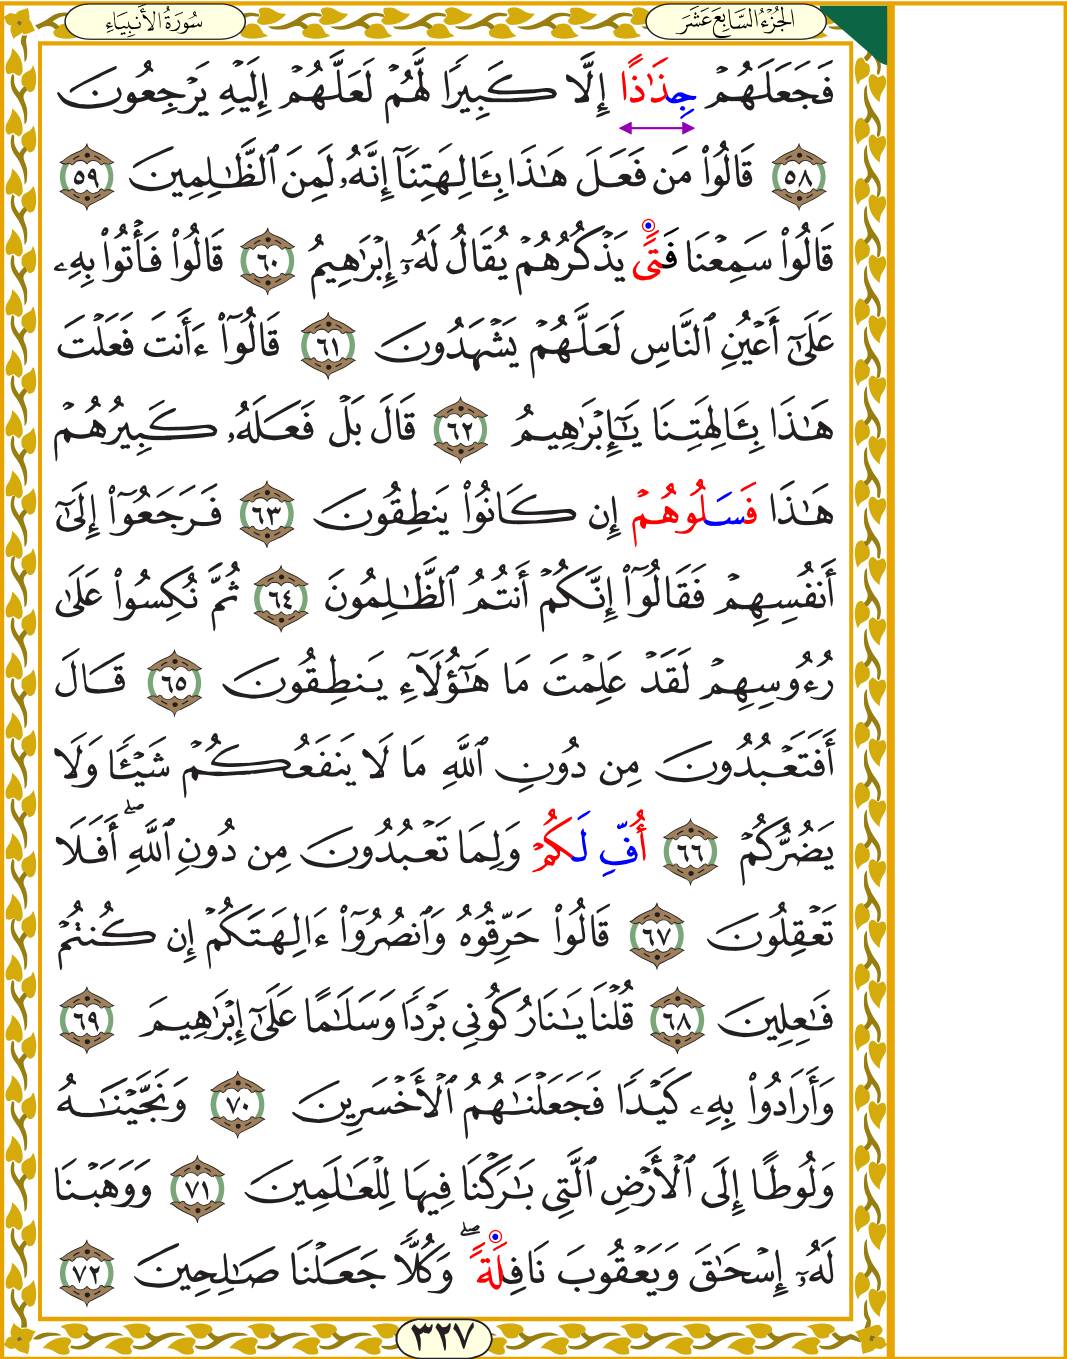 الجُزْءُ السَّابِعَ عَشَرَ
سُورَةُ الأَنبِيَاءِ
فَجَعَلَهُمۡ جِذَٰذًا إِلَّا كَبِيرٗا لَّهُمۡ لَعَلَّهُمۡ إِلَيۡهِ يَرۡجِعُونَ
٥٨ قَالُواْ مَن فَعَلَ هَٰذَا بِـَٔالِهَتِنَآ إِنَّهُۥ لَمِنَ ٱلظَّٰلِمِينَ ٥٩
قَالُواْ سَمِعۡنَا فَتٗى يَذۡكُرُهُمۡ يُقَالُ لَهُۥٓ إِبۡرَٰهِيمُ ٦٠ قَالُواْ فَأۡتُواْ بِهِۦ
عَلَىٰٓ أَعۡيُنِ ٱلنَّاسِ لَعَلَّهُمۡ يَشۡهَدُونَ ٦١ قَالُوٓاْ ءَأَنتَ فَعَلۡتَ
هَٰذَا بِـَٔالِهَتِنَا يَٰٓإِبۡرَٰهِيمُ ٦٢ قَالَ بَلۡ فَعَلَهُۥ كَبِيرُهُمۡ
هَٰذَا فَسَلُوهُمۡ إِن كَانُواْ يَنطِقُونَ ٦٣ فَرَجَعُوٓاْ إِلَىٰٓ
أَنفُسِهِمۡ فَقَالُوٓاْ إِنَّكُمۡ أَنتُمُ ٱلظَّٰلِمُونَ ٦٤ ثُمَّ نُكِسُواْ عَلَىٰ
رُءُوسِهِمۡ لَقَدۡ عَلِمۡتَ مَا هَٰٓؤُلَآءِ يَنطِقُونَ ٦٥ قَالَ
أَفَتَعۡبُدُونَ مِن دُونِ ٱللَّهِ مَا لَا يَنفَعُكُمۡ شَيۡـٔٗا وَلَا
يَضُرُّكُمۡ ٦٦ أُفِّ لَكُمۡ وَلِمَا تَعۡبُدُونَ مِن دُونِ ٱللَّهِۖ أَفَلَا
تَعۡقِلُونَ ٦٧ قَالُواْ حَرِّقُوهُ وَٱنصُرُوٓاْ ءَالِهَتَكُمۡ إِن كُنتُمۡ
فَٰعِلِينَ ٦٨ قُلۡنَا يَٰنَارُ كُونِي بَرۡدٗا وَسَلَٰمًا عَلَىٰٓ إِبۡرَٰهِيمَ ٦٩
وَأَرَادُواْ بِهِۦ كَيۡدٗا فَجَعَلۡنَٰهُمُ ٱلۡأَخۡسَرِينَ ٧٠ وَنَجَّيۡنَٰهُ
وَلُوطًا إِلَى ٱلۡأَرۡضِ ٱلَّتِي بَٰرَكۡنَا فِيهَا لِلۡعَٰلَمِينَ ٧١ وَوَهَبۡنَا
لَهُۥٓ إِسۡحَٰقَ وَيَعۡقُوبَ نَافِلَةٗۖ وَكُلّٗا جَعَلۡنَا صَٰلِحِينَ ٧٢
٣٢٧